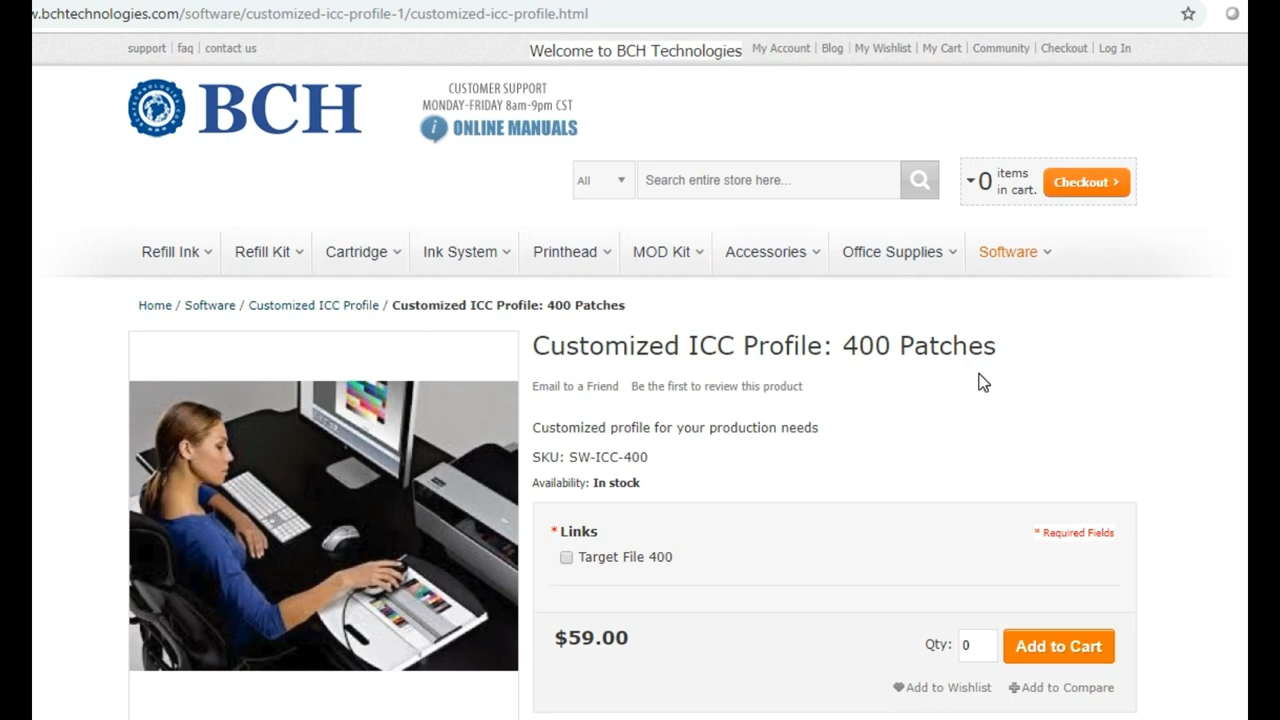 w.bchtechnologies.com/software/customized-icc-profile-1/customized-icc-profile.html
support faq contact us
Welcome to BCH Technologies My Account Blog My Wishlist My Cart Community Checkout Log In
BCH
CUSTOMER SUPPORT
MONDAY-FRIDAY 8am-9pm CST
i ONLINE MANUALS
All Search entire store here... 0 items in cart. Checkout >
Refill Ink Refill Kit Cartridge Ink System Printhead MOD Kit Accessories Office Supplies Software
Home / Software / Customized ICC Profile / Customized ICC Profile: 400 Patches
Customized ICC Profile: 400 Patches
Email to a Friend Be the first to review this product
Customized profile for your production needs
SKU: SW-ICC-400
Availability: In stock
* Links * Required Fields
Target File 400
$59.00 Qty: 0 Add to Cart
Add to Wishlist Add to Compare